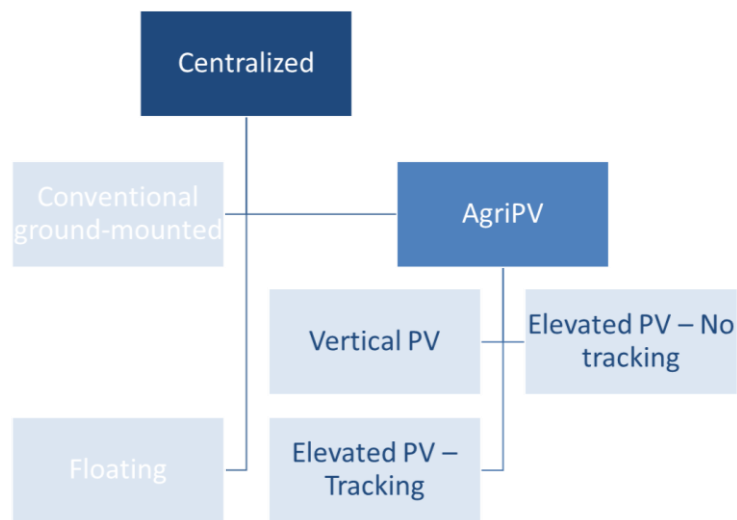 Centralized
Conventional
ground-mounted
AgriPV
Vertical PV
Elevated PV – No
tracking
Floating
Elevated PV –
Tracking